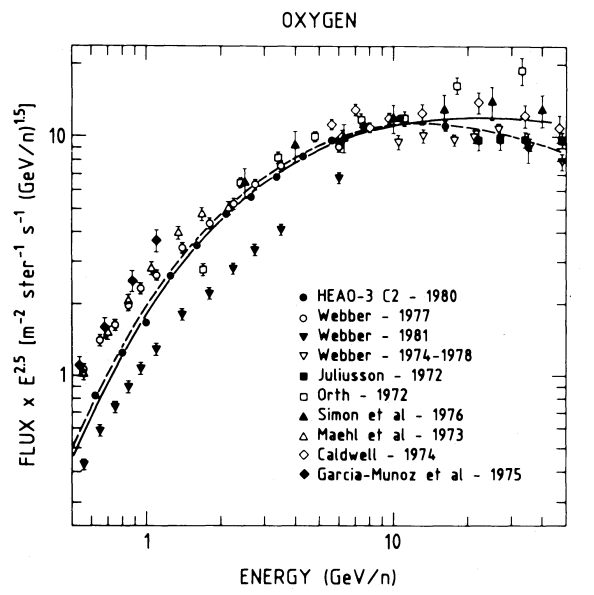 OXYGEN
FLUX x E^2.5 [m^-2 ster^-1 s^-1 (GeV/n)^1.5]
10
1
HEAO-3 C2 - 1980
Webber - 1977
Webber - 1981
Webber - 1974-1978
Juliusson - 1972
Orth - 1972
Simon et al - 1976
Maehl et al - 1973
Caldwell - 1974
Garcia-Munoz et al - 1975
1
10
ENERGY (GeV/n)